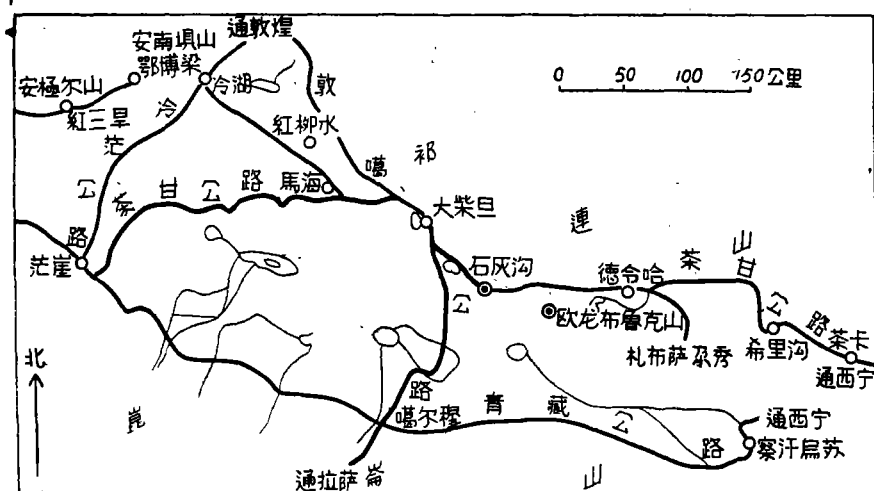 通敦煌
安南垻山
鄂博梁
安極尔山
紅三旱
冷湖
0 50 100 150公里
紅柳水
敦噶公路
冷茫公路
茶甘公路
馬海
大柴旦
祁連山
茫崖
石灰沟
德令哈
茶甘公路
欧龙布魯克山
札布萨尕秀
希里沟
茶卡
通西宁
北
噶尔穆
青藏公路
通西宁
察汗烏苏
通拉萨
崑崙山